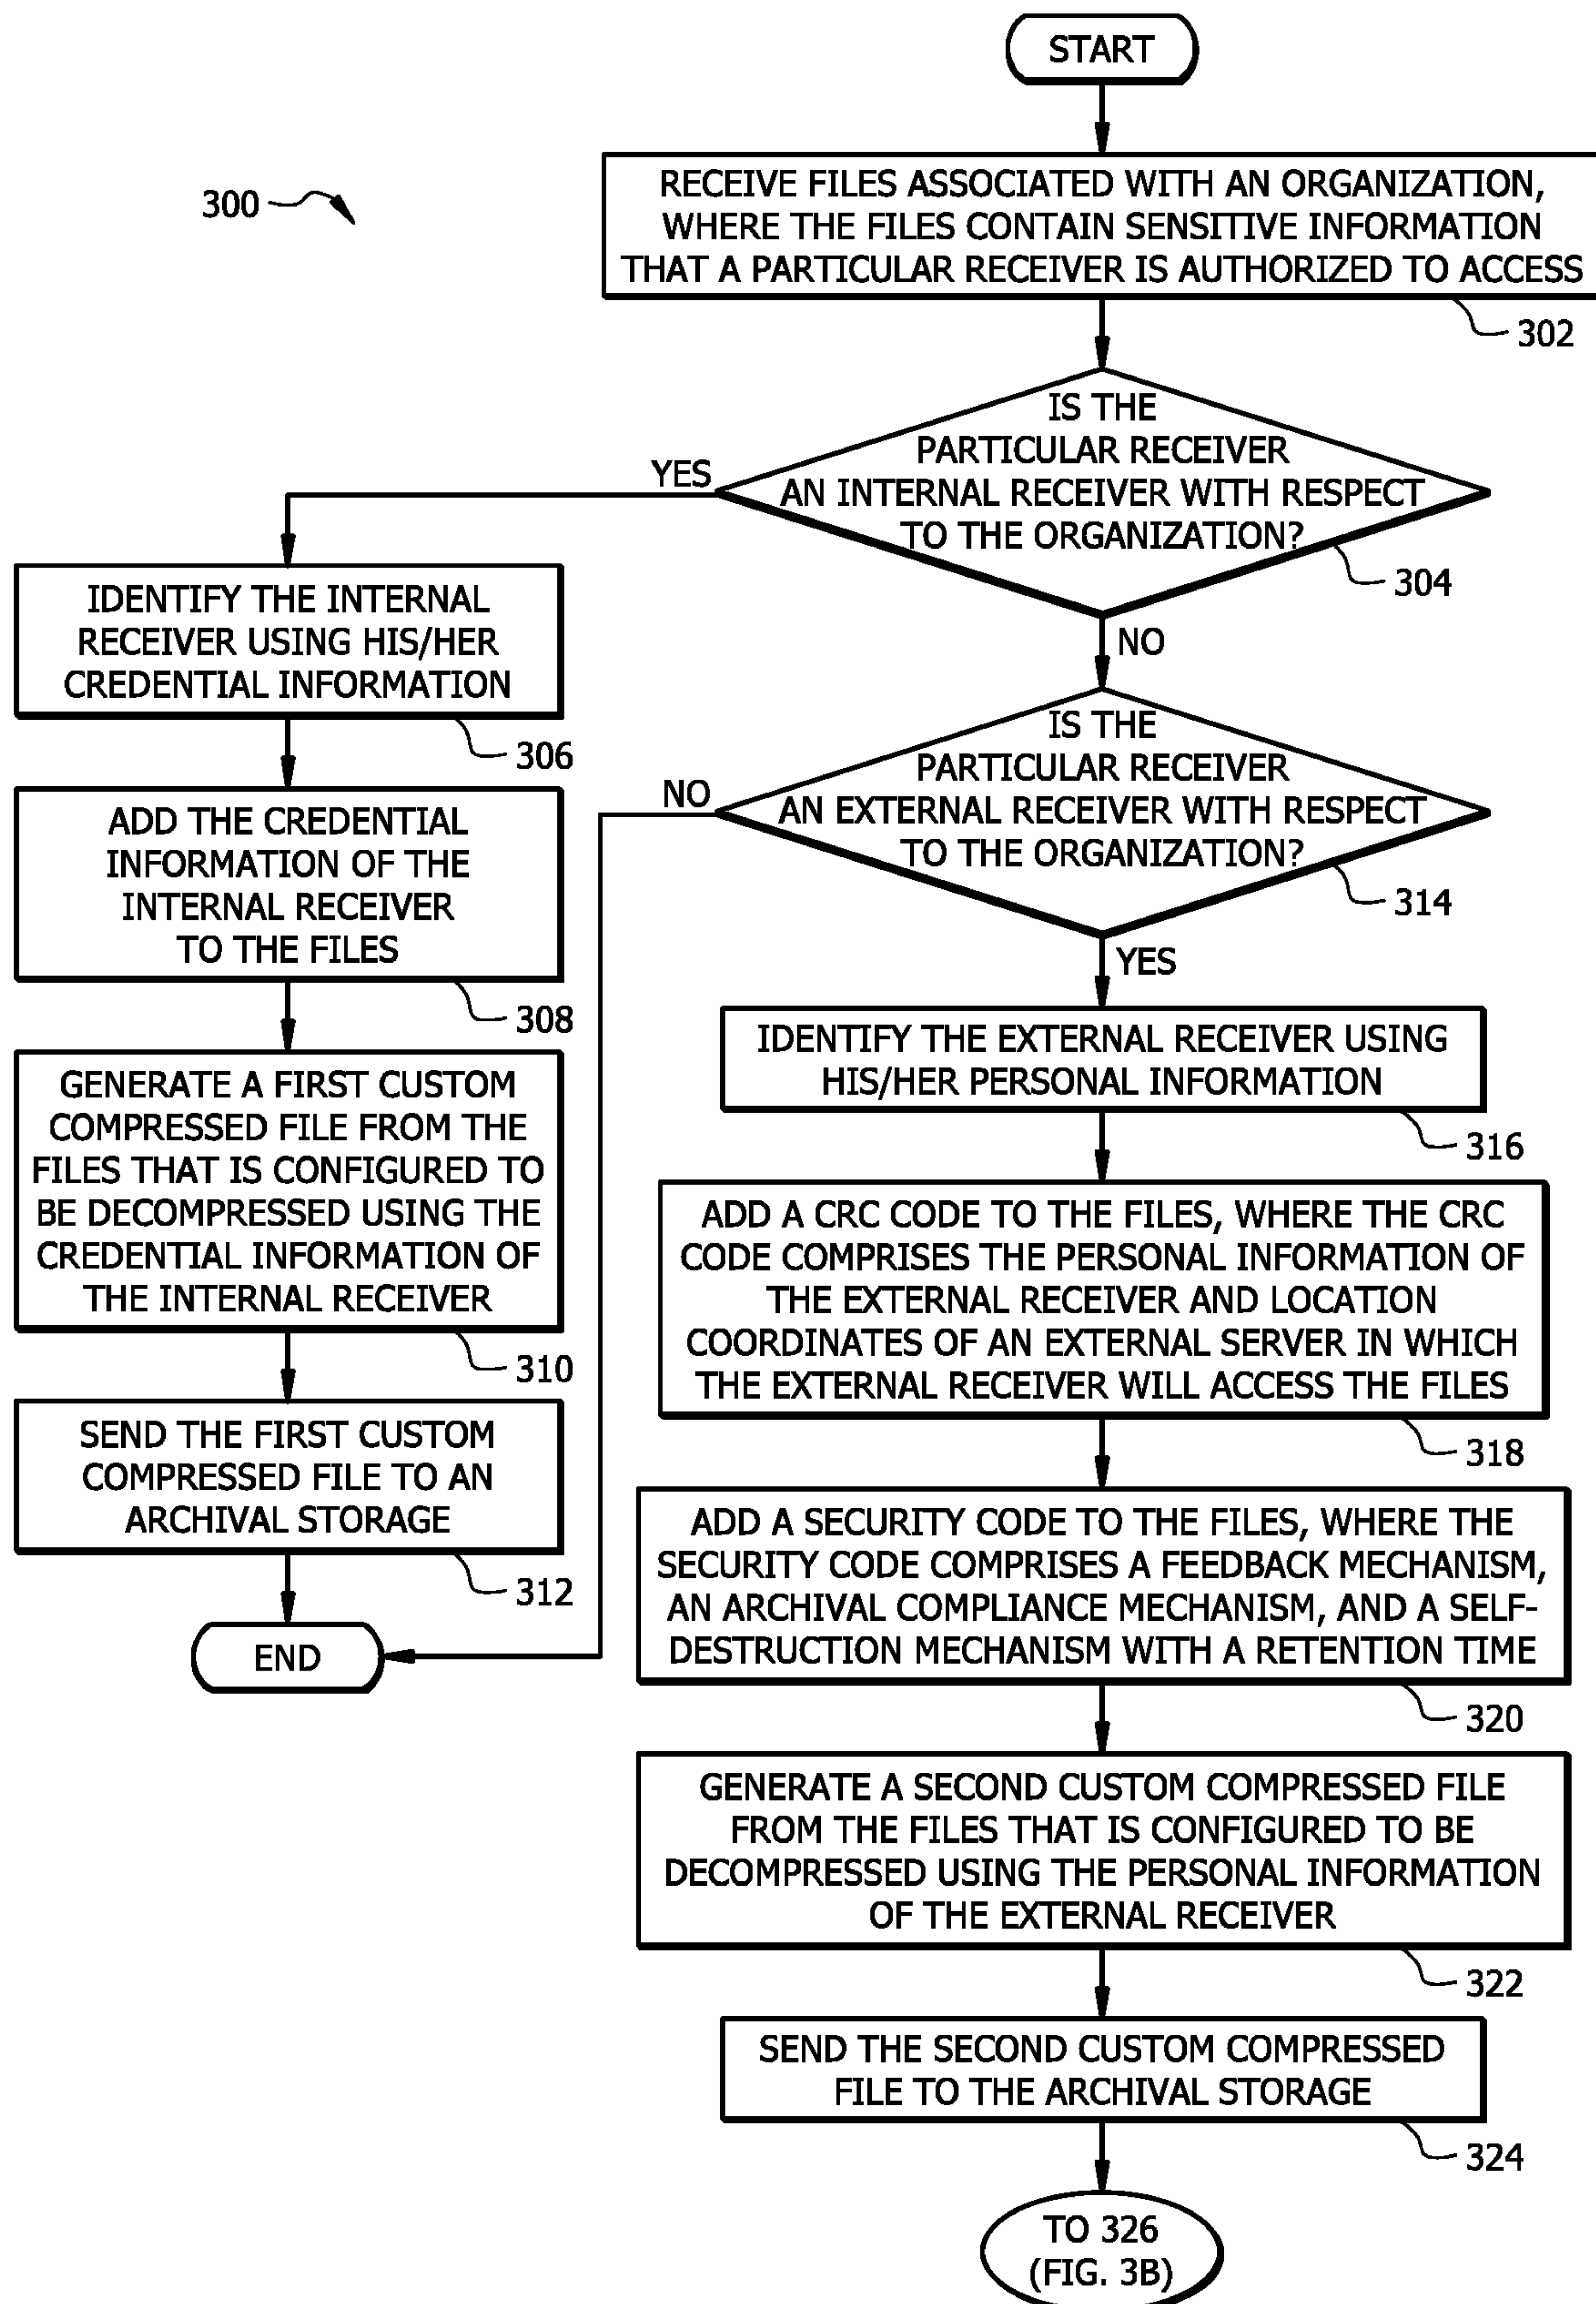 START
300
RECEIVE FILES ASSOCIATED WITH AN ORGANIZATION,
WHERE THE FILES CONTAIN SENSITIVE INFORMATION
THAT A PARTICULAR RECEIVER IS AUTHORIZED TO ACCESS
302
IS THE
PARTICULAR RECEIVER
AN INTERNAL RECEIVER WITH RESPECT
TO THE ORGANIZATION?
304
YES
NO
IDENTIFY THE INTERNAL
RECEIVER USING HIS/HER
CREDENTIAL INFORMATION
306
ADD THE CREDENTIAL
INFORMATION OF THE
INTERNAL RECEIVER
TO THE FILES
308
GENERATE A FIRST CUSTOM
COMPRESSED FILE FROM THE
FILES THAT IS CONFIGURED TO
BE DECOMPRESSED USING THE
CREDENTIAL INFORMATION OF
THE INTERNAL RECEIVER
310
SEND THE FIRST CUSTOM
COMPRESSED FILE TO AN
ARCHIVAL STORAGE
312
END
IS THE
PARTICULAR RECEIVER
AN EXTERNAL RECEIVER WITH RESPECT
TO THE ORGANIZATION?
314
NO
YES
IDENTIFY THE EXTERNAL RECEIVER USING
HIS/HER PERSONAL INFORMATION
316
ADD A CRC CODE TO THE FILES, WHERE THE CRC
CODE COMPRISES THE PERSONAL INFORMATION OF
THE EXTERNAL RECEIVER AND LOCATION
COORDINATES OF AN EXTERNAL SERVER IN WHICH
THE EXTERNAL RECEIVER WILL ACCESS THE FILES
318
ADD A SECURITY CODE TO THE FILES, WHERE THE
SECURITY CODE COMPRISES A FEEDBACK MECHANISM,
AN ARCHIVAL COMPLIANCE MECHANISM, AND A SELF-
DESTRUCTION MECHANISM WITH A RETENTION TIME
320
GENERATE A SECOND CUSTOM COMPRESSED FILE
FROM THE FILES THAT IS CONFIGURED TO BE
DECOMPRESSED USING THE PERSONAL INFORMATION
OF THE EXTERNAL RECEIVER
322
SEND THE SECOND CUSTOM COMPRESSED
FILE TO THE ARCHIVAL STORAGE
324
TO 326
(FIG. 3B)